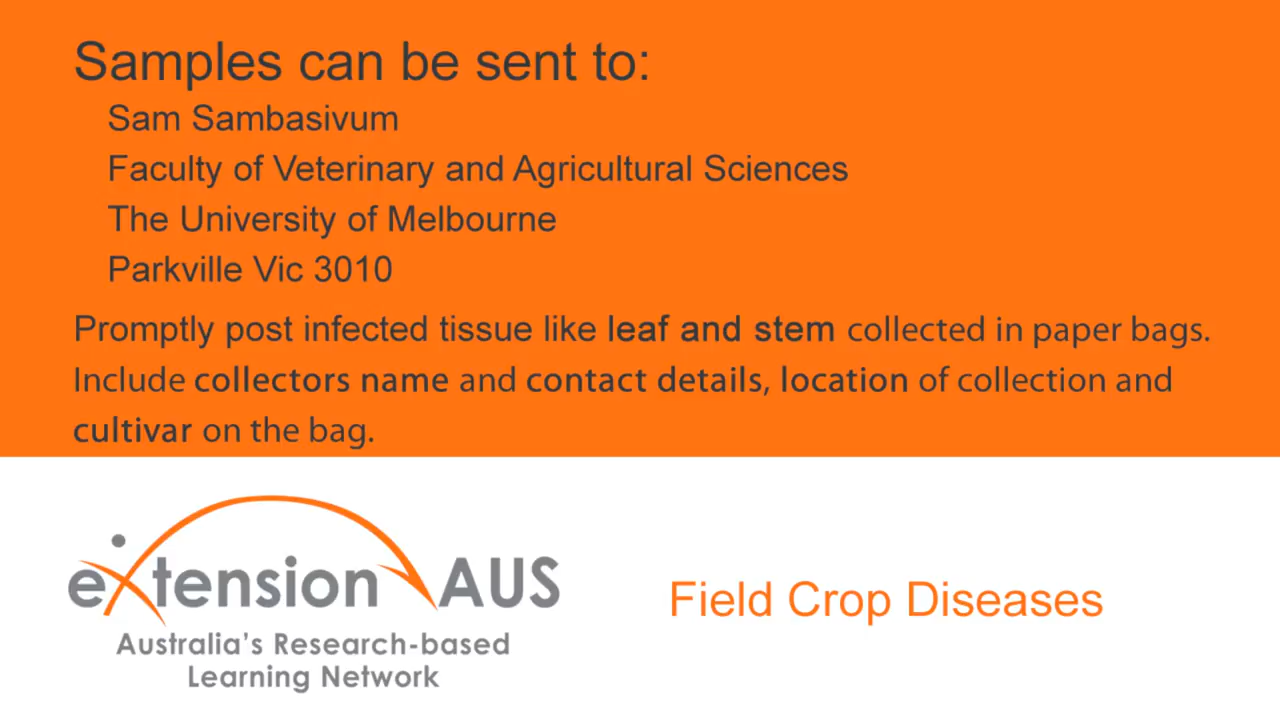 Samples can be sent to:
Sam Sambasivum
Faculty of Veterinary and Agricultural Sciences
The University of Melbourne
Parkville Vic 3010
Promptly post infected tissue like leaf and stem collected in paper bags.
Include collectors name and contact details, location of collection and
cultivar on the bag.
extension AUS
Australia's Research-based
Learning Network
Field Crop Diseases